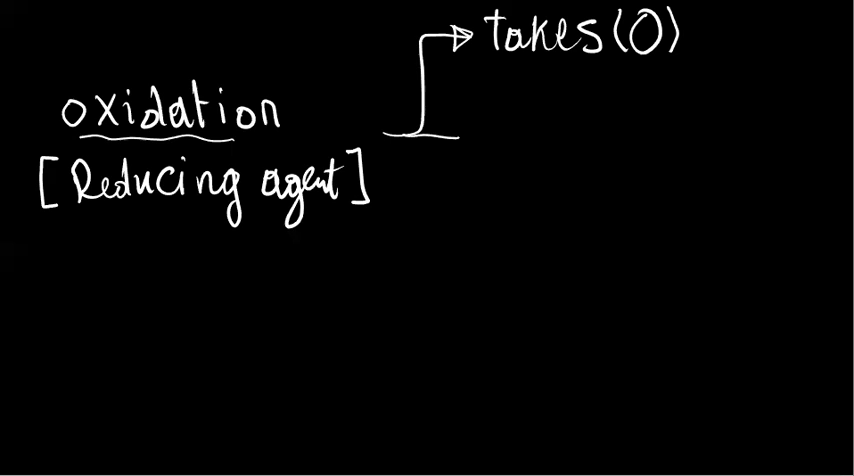 takes (O)
oxidation
[Reducing agent]